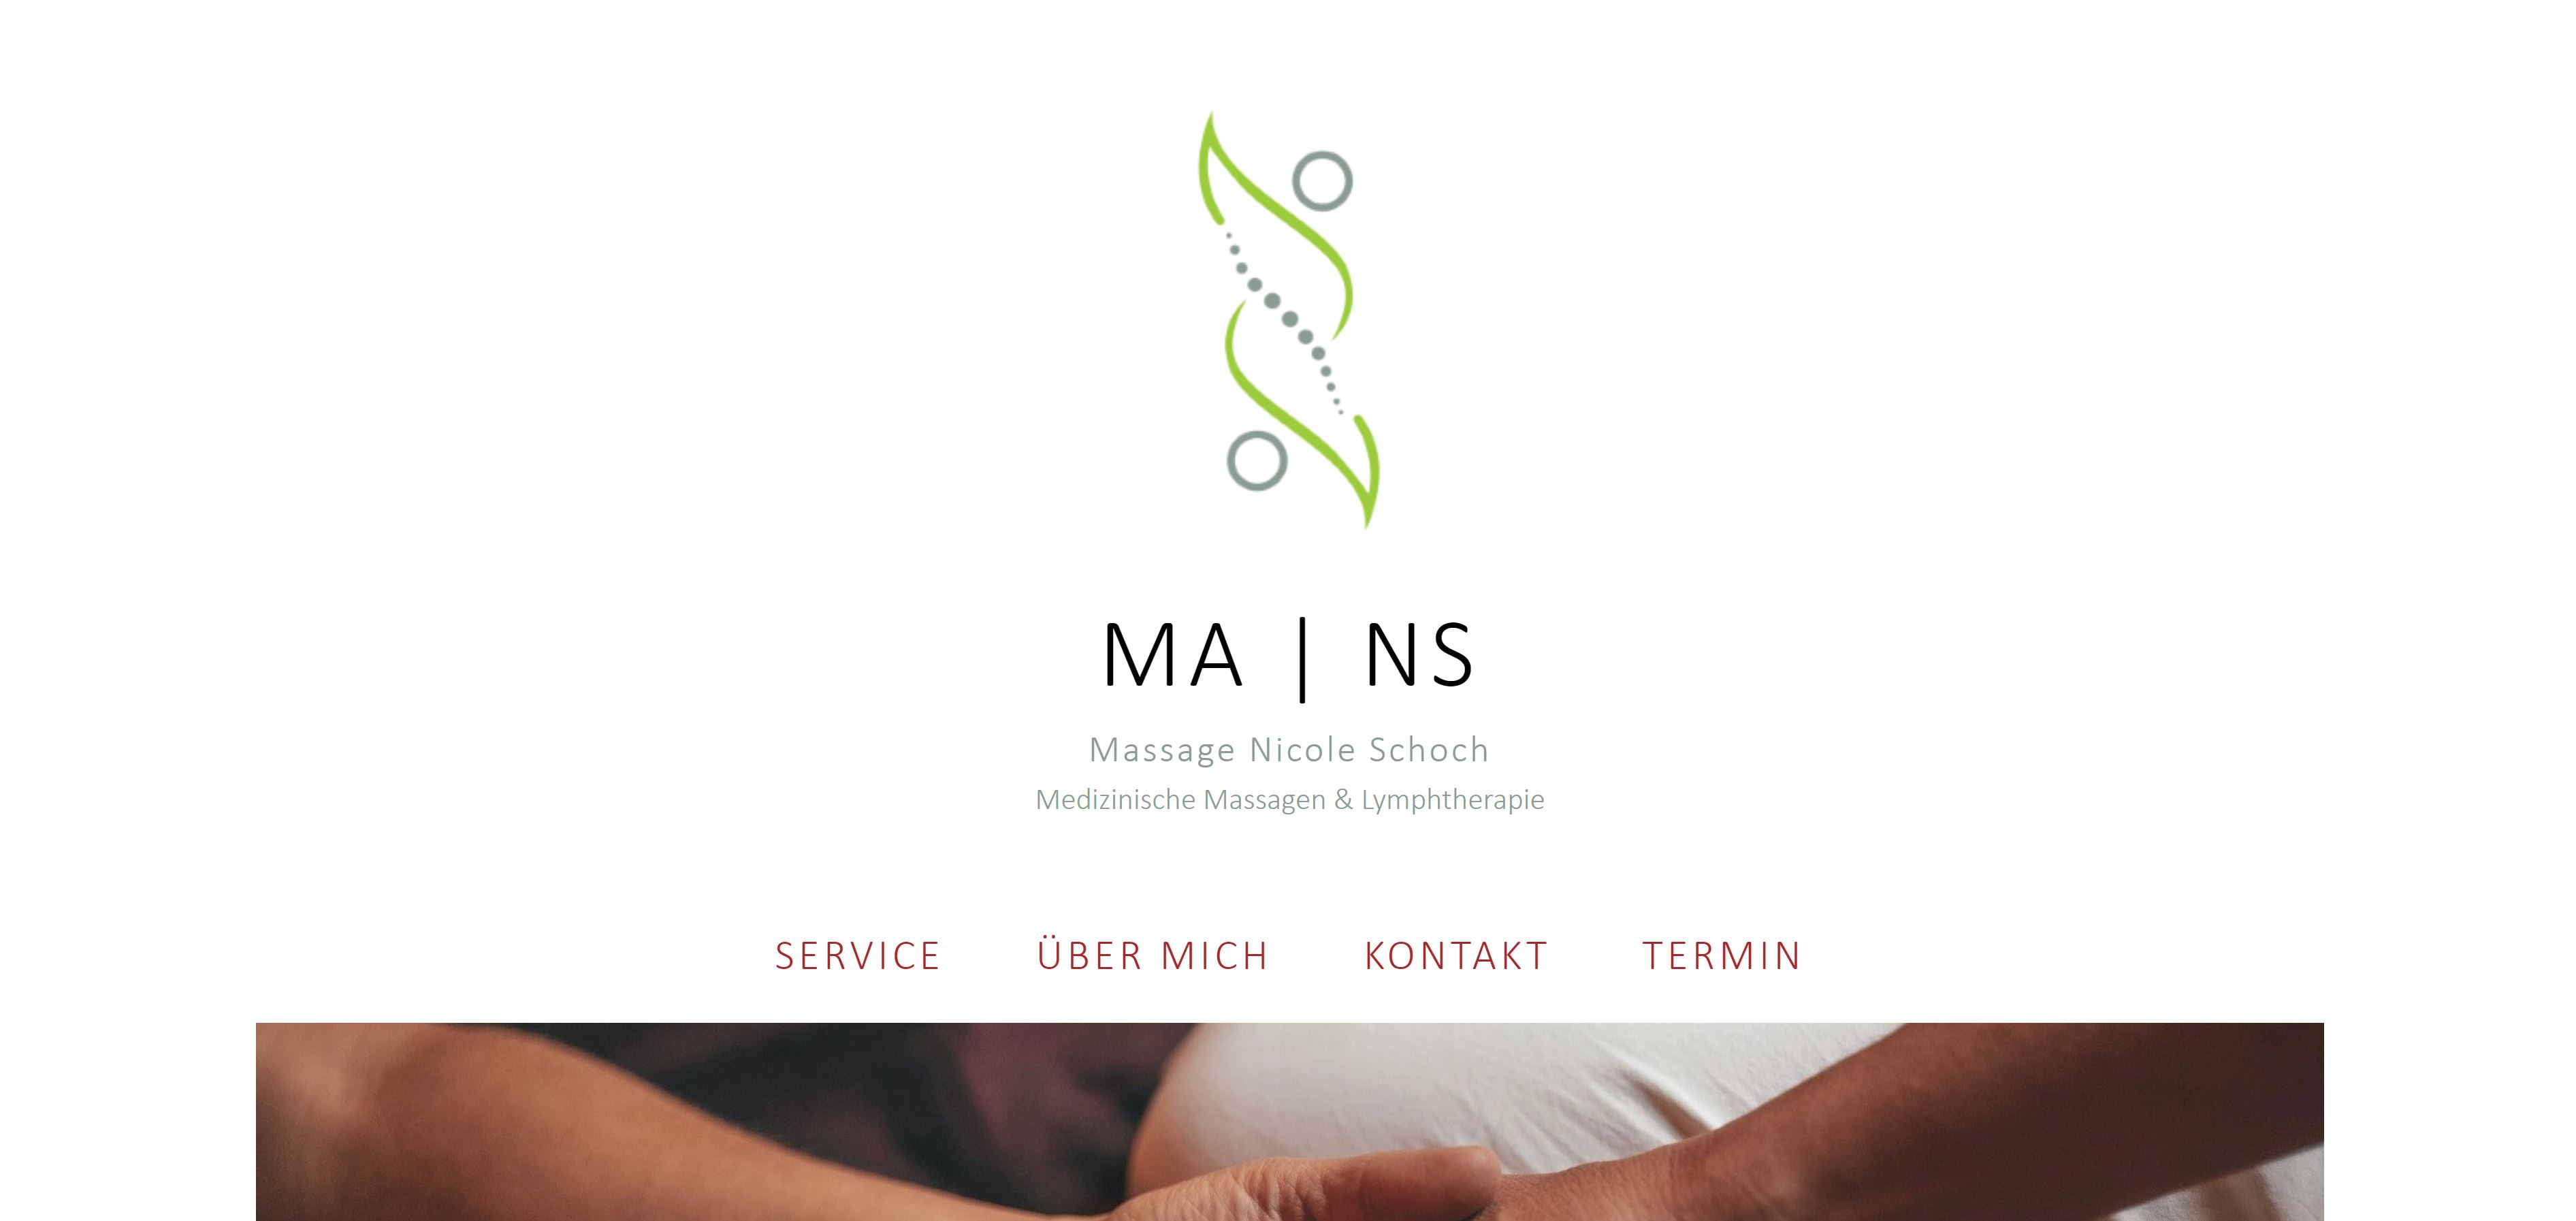 MA | NS
Massage Nicole Schoch
Medizinische Massagen & Lymphtherapie
SERVICE ÜBER MICH KONTAKT TERMIN